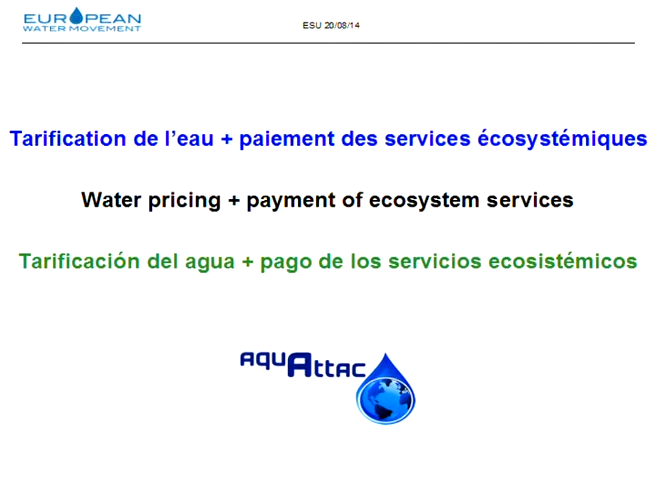 EUROPEAN
WATER MOVEMENT
ESU 20/08/14
Tarification de l'eau + paiement des services écosystémiques
Water pricing + payment of ecosystem services
Tarificación del agua + pago de los servicios ecosistémicos
aquAttac